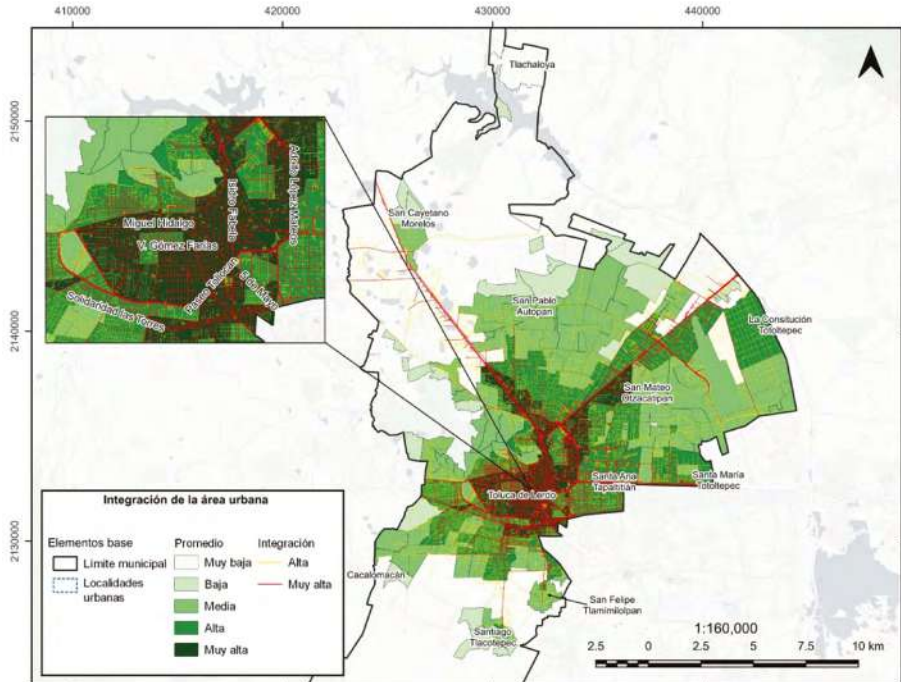 410000
420000
430000
440000
2150000
2140000
2130000
Tlachaloya
San Cayetano
Morelos
San Pablo
Autopan
La Consitución
Totoltepec
San Mateo
Otzacatipan
Santa Ana
Tapaltitlán
Santa María
Totoltepec
Toluca de Lerdo
Cacalomacán
San Felipe
Tlamimilolpan
Santiago
Tlacotepec
Miguel Hidalgo
V. Gómez Farías
Isidro Fabela
Adolfo López Mateos
Paseo Tollocan
5 de Mayo
Solidaridad las Torres
Integración de la área urbana
Elementos base
Límite municipal
Localidades
urbanas
Promedio
Muy baja
Baja
Media
Alta
Muy alta
Integración
Alta
Muy alta
1:160,000
2.5 0 2.5 5 7.5 10 km